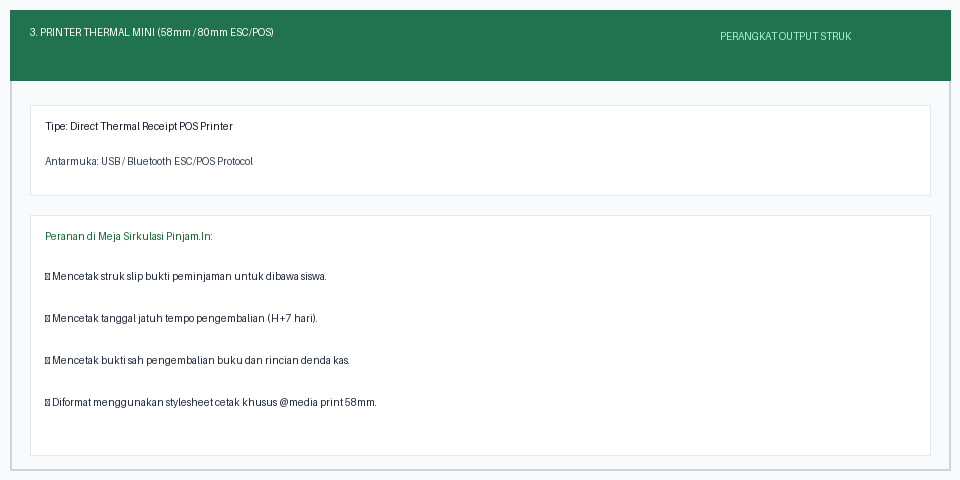 3. PRINTER THERMAL MINI (58mm / 80mm ESC/POS)
PERANGKAT OUTPUT STRUK
Tipe: Direct Thermal Receipt POS Printer
Antarmuka: USB / Bluetooth ESC/POS Protocol
Peranan di Meja Sirkulasi Pinjam.In:
Mencetak struk slip bukti peminjaman untuk dibawa siswa.
Mencetak tanggal jatuh tempo pengembalian (H+7 hari).
Mencetak bukti sah pengembalian buku dan rincian denda kas.
Diformat menggunakan stylesheet cetak khusus @media print 58mm.